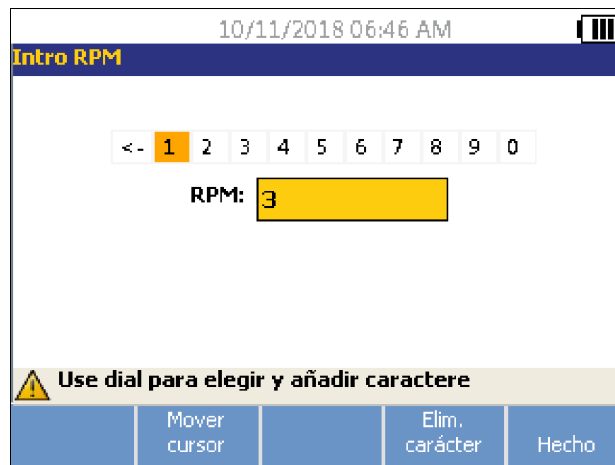 10/11/2018 06:46 AM
Intro RPM
<- 1 2 3 4 5 6 7 8 9 0
RPM: 3
Use dial para elegir y añadir caractere
Mover cursor
Elim. carácter
Hecho